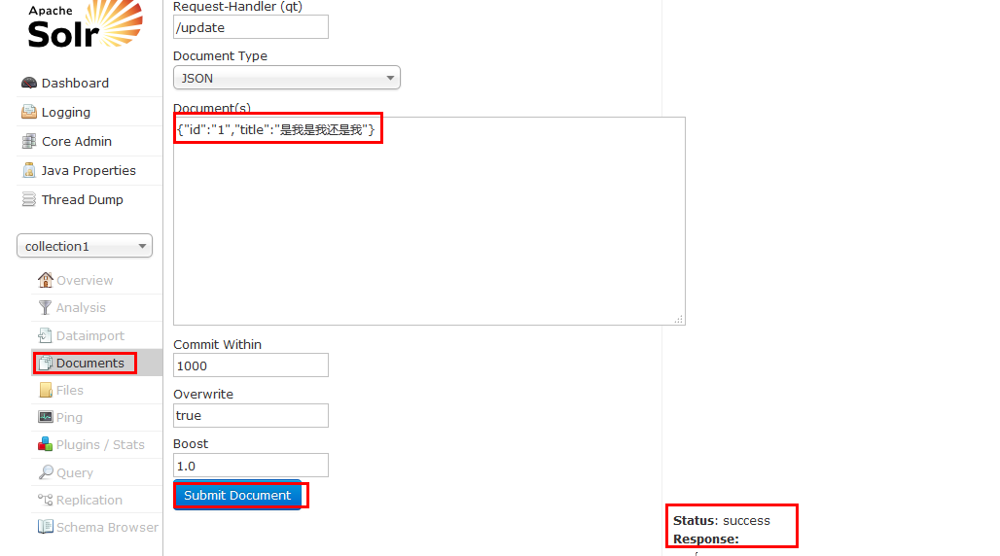 Apache
Solr
Dashboard
Logging
Core Admin
Java Properties
Thread Dump
collection1
Overview
Analysis
Dataimport
Documents
Files
Ping
Plugins / Stats
Query
Replication
Schema Browser
Request-Handler (qt)
/update
Document Type
JSON
Document(s)
{"id":"1","title":"是我是我还是我"}
Commit Within
1000
Overwrite
true
Boost
1.0
Submit Document
Status: success
Response:
{